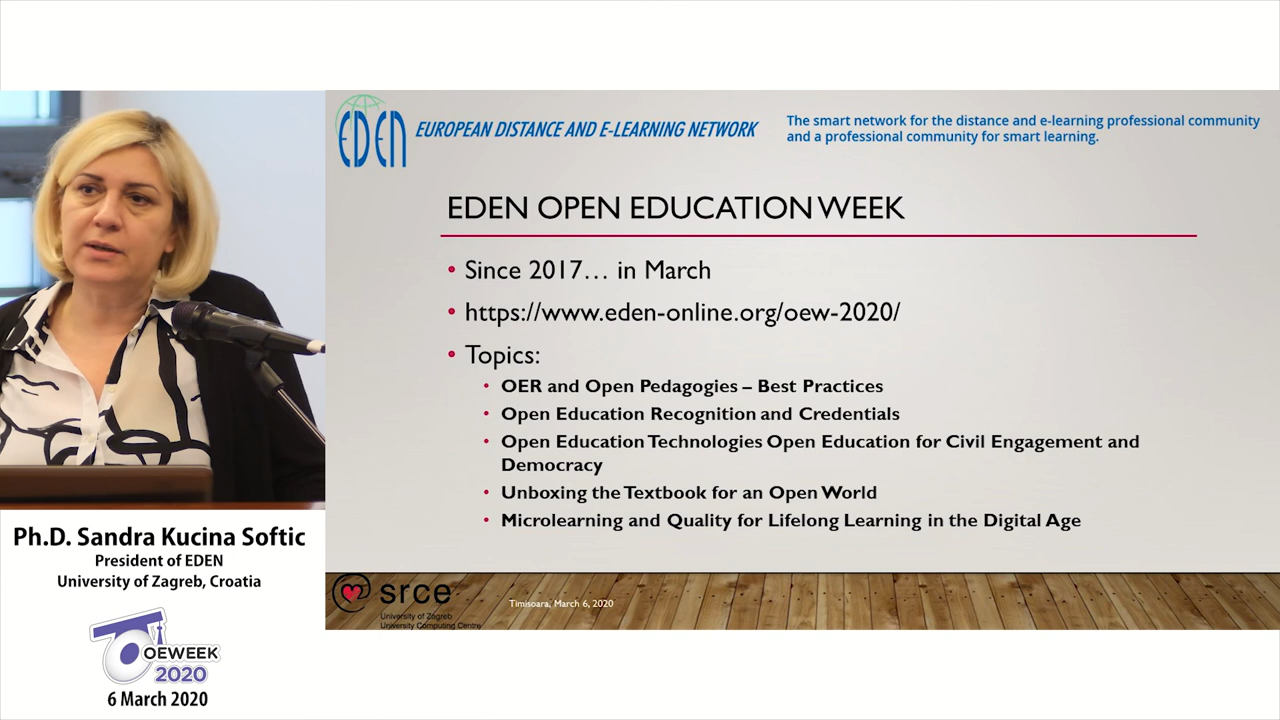 EDEN
EUROPEAN DISTANCE AND E-LEARNING NETWORK
The smart network for the distance and e-learning professional community
and a professional community for smart learning.
EDEN OPEN EDUCATION WEEK
• Since 2017... in March
• https://www.eden-online.org/oew-2020/
• Topics:
• OER and Open Pedagogies – Best Practices
• Open Education Recognition and Credentials
• Open Education Technologies Open Education for Civil Engagement and
Democracy
• Unboxing the Textbook for an Open World
• Microlearning and Quality for Lifelong Learning in the Digital Age
srce
University of Zagreb
University Computing Centre
Timisoara, March 6, 2020
Ph.D. Sandra Kucina Softic
President of EDEN
University of Zagreb, Croatia
OEWEEK
2020
6 March 2020